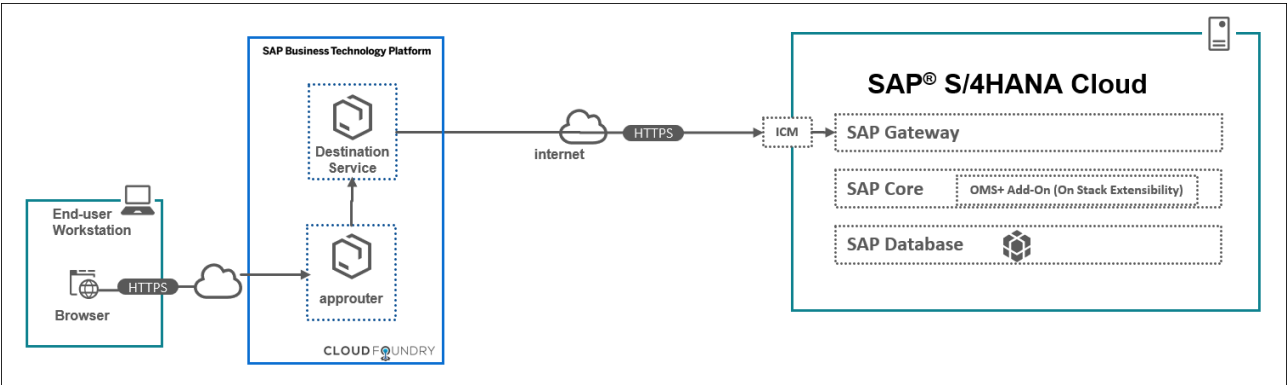 SAP Business Technology Platform
SAP® S/4HANA Cloud
Destination
Service
internet
HTTPS
ICM
SAP Gateway
SAP Core
OMS+ Add-On (On Stack Extensibility)
SAP Database
End-user
Workstation
Browser
HTTPS
approuter
CLOUD FOUNDRY